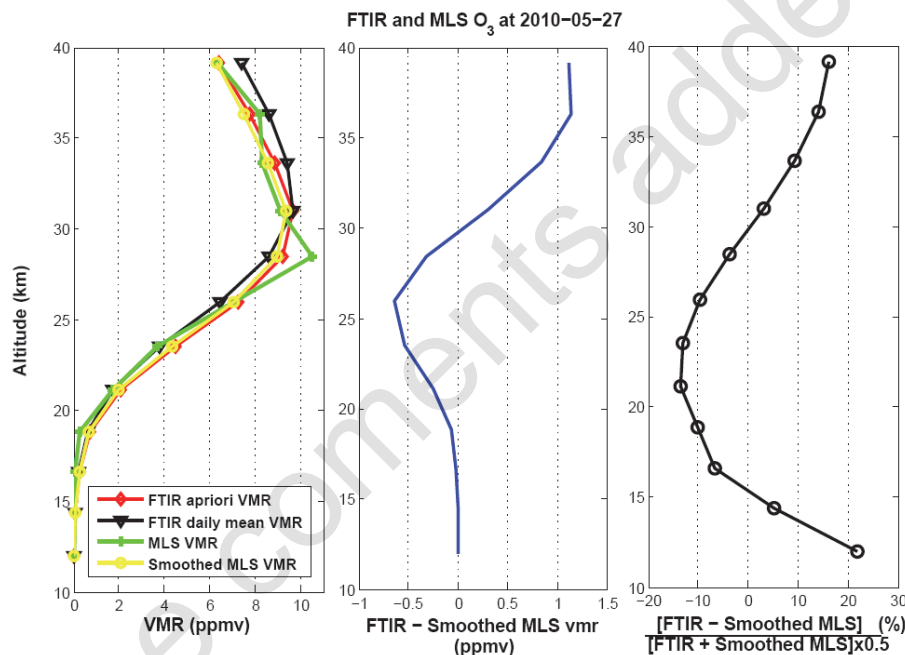 FTIR and MLS O3 at 2010-05-27
40
35
30
25
20
15
10
Altitude (km)
0 2 4 6 8 10
VMR (ppmv)
FTIR apriori VMR
FTIR daily mean VMR
MLS VMR
Smoothed MLS VMR
40
35
30
25
20
15
10
−1 −0.5 0 0.5 1 1.5
FTIR − Smoothed MLS vmr
(ppmv)
40
35
30
25
20
15
10
−20 −10 0 10 20 30
[FTIR − Smoothed MLS] (%)
[FTIR + Smoothed MLS]x0.5
e coments adde